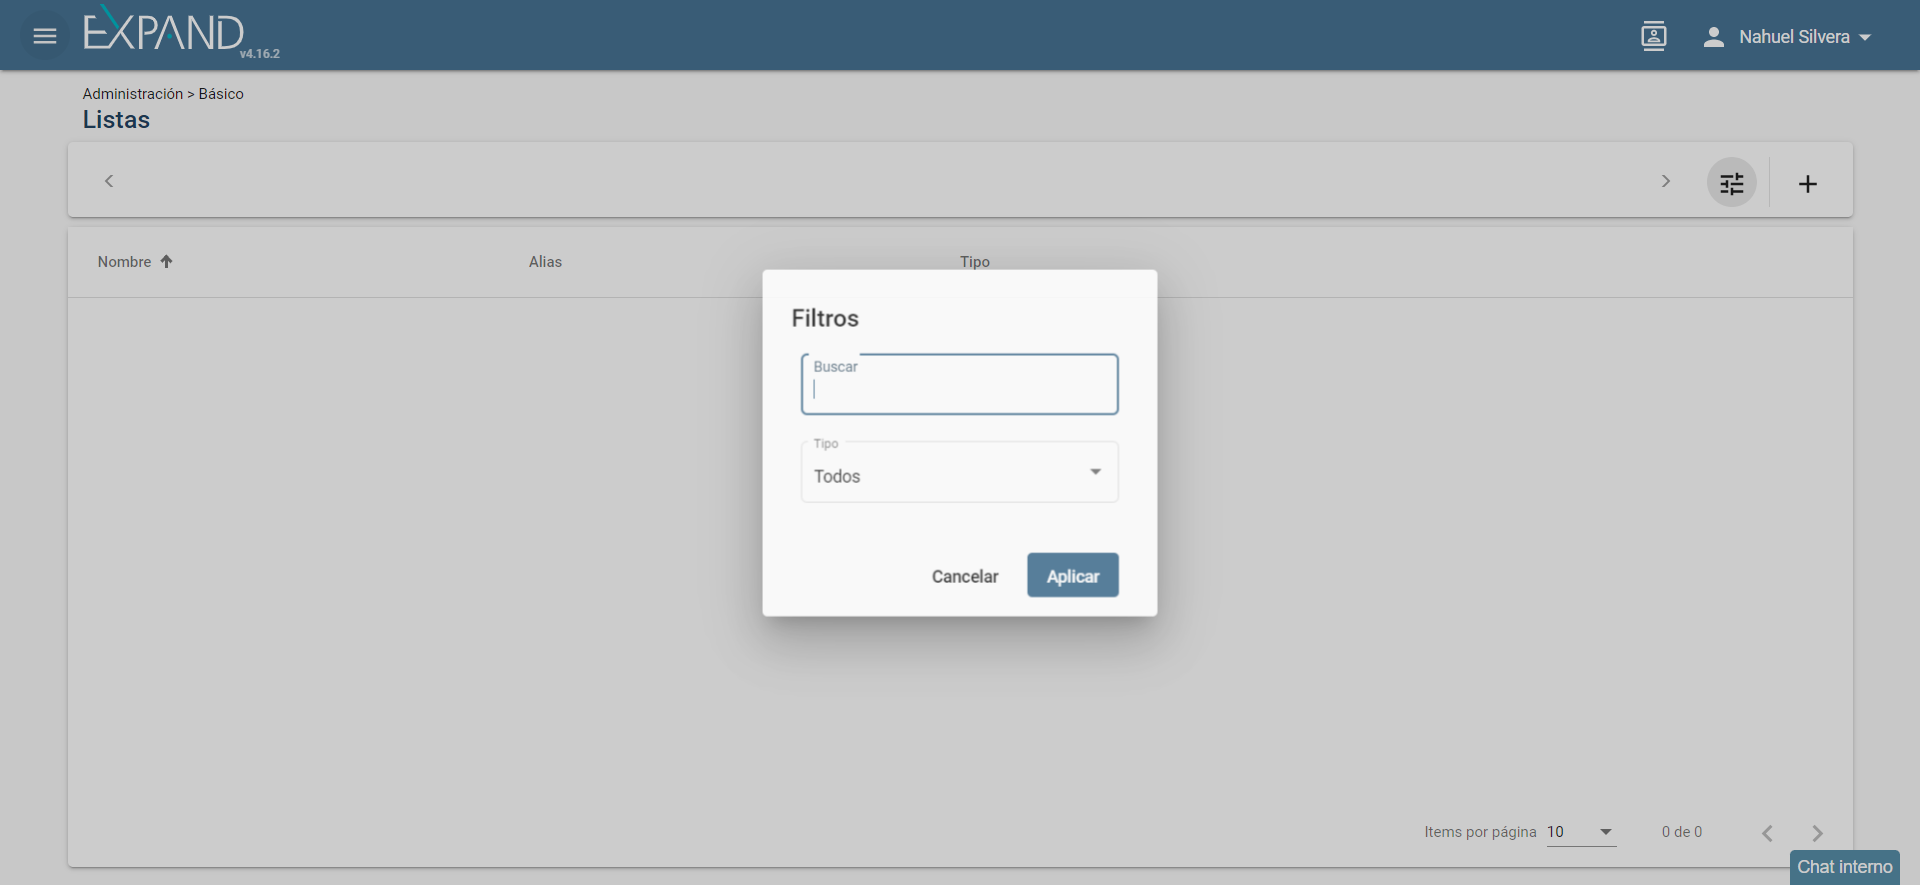 EXPAND
v4.16.2
Nahuel Silvera
Administración > Básico
Listas
Nombre
Alias
Tipo
Filtros
Buscar
Tipo
Todos
Cancelar
Aplicar
Items por página 10
0 de 0
Chat interno